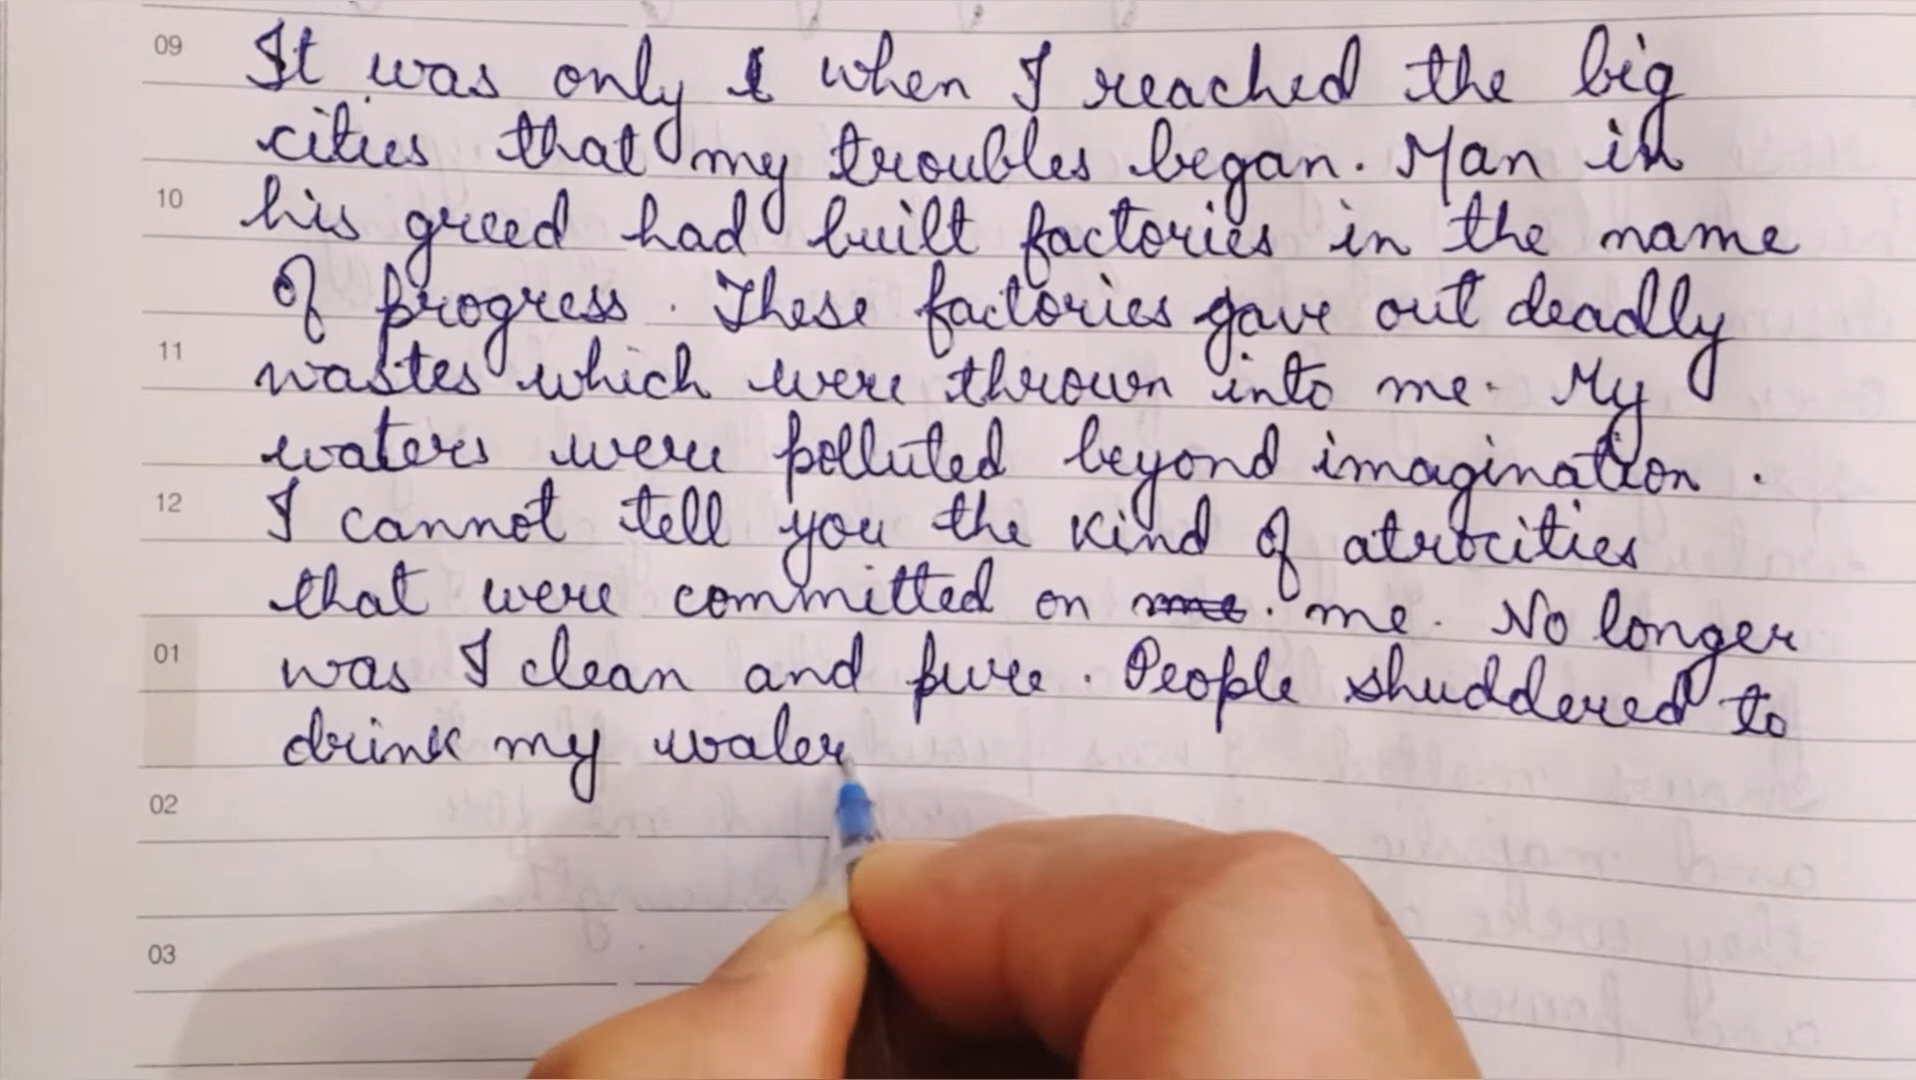 09 It was only when I reached the big
cities that my troubles began. Man in
10 his greed had built factories in the name
of progress. These factories gave out deadly
11 wastes which were thrown into me. My
waters were polluted beyond imagination.
12 I cannot tell you the kind of atrocities
that were committed on me. me. No longer
01 was I clean and pure. People shuddered to
drink my water
02
03